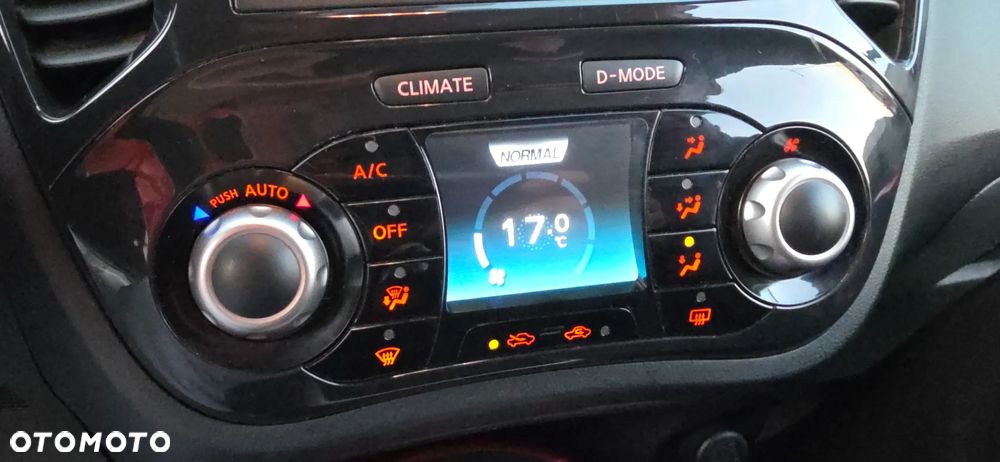 CLIMATE
D-MODE
A/C
PUSH AUTO
OFF
NORMAL
17.0
°C
OTOMOTO